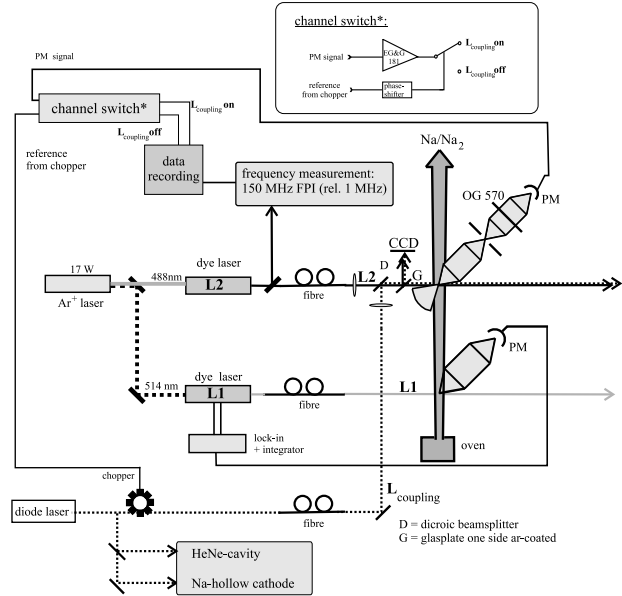 channel switch*:
PM signal
EG&G
181
L coupling on
L coupling off
reference
from chopper
phase-
shifter
PM signal
channel switch*
L coupling on
L coupling off
reference
from chopper
data
recording
frequency measurement:
150 MHz FPI (rel. 1 MHz)
Na/Na2
OG 570
PM
CCD
D
G
17 W
Ar+ laser
488nm
dye laser
L2
fibre
L2
514 nm
dye laser
L1
fibre
L1
PM
lock-in
+ integrator
oven
chopper
diode laser
fibre
L coupling
D = dicroic beamsplitter
G = glasplate one side ar-coated
HeNe-cavity
Na-hollow cathode